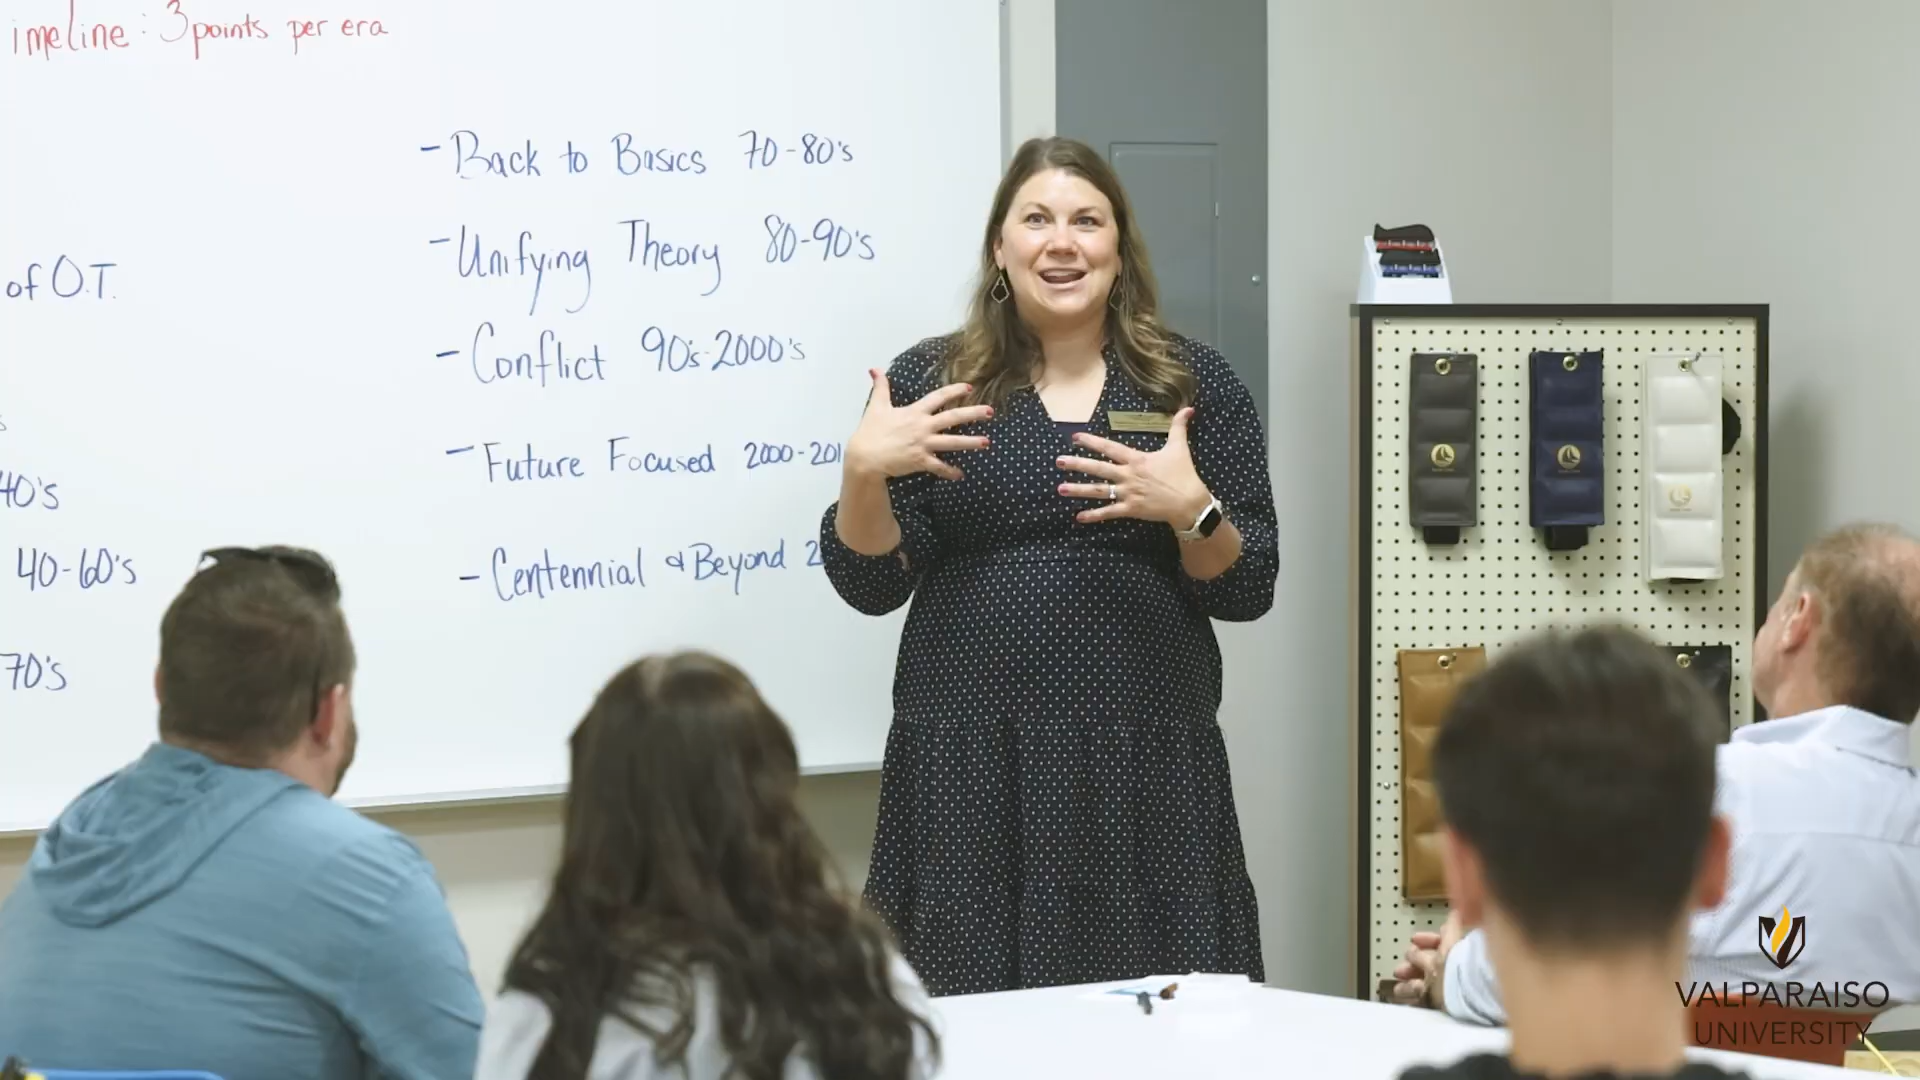 imeline: 3 points per era
- Back to Basics 70-80's
- Unifying Theory 80-90's
of O.T.
- Conflict 90's-2000's
- Future Focused 2000-201
40's
- Centennial & Beyond 2
40-60's
70's
VALPARAISO
UNIVERSITY